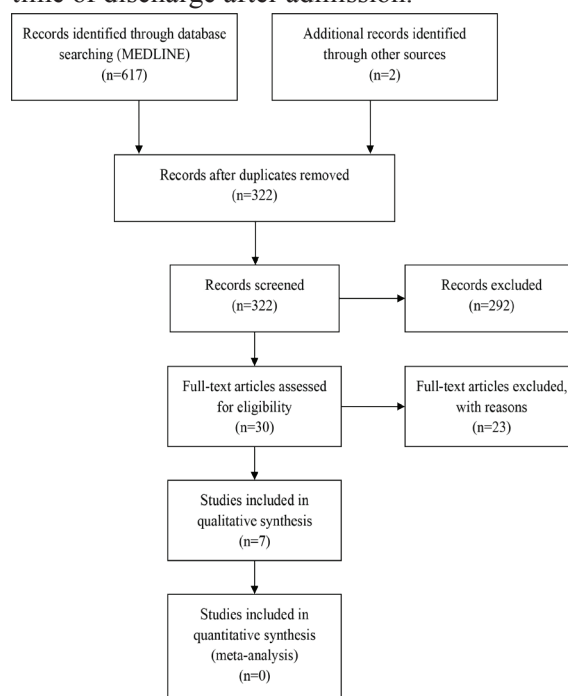 time of discharge after admission.
Records identified through database
searching (MEDLINE)
(n=617)
Additional records identified
through other sources
(n=2)
Records after duplicates removed
(n=322)
Records screened
(n=322)
Records excluded
(n=292)
Full-text articles assessed
for eligibility
(n=30)
Full-text articles excluded,
with reasons
(n=23)
Studies included in
qualitative synthesis
(n=7)
Studies included in
quantitative synthesis
(meta-analysis)
(n=0)